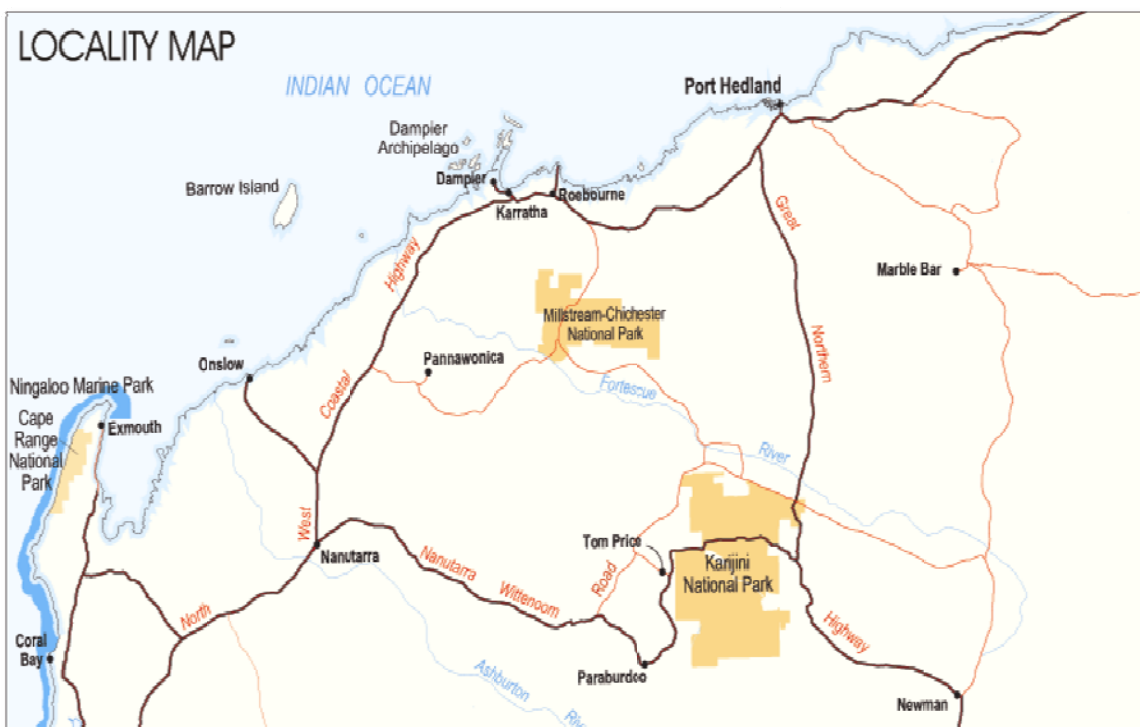 LOCALITY MAP
INDIAN OCEAN
Port Hedland
Dampier
Archipelago
Dampier
Barrow Island
Karratha
Roebourne
Great
Highway
Marble Bar
Millstream-Chichester
National Park
Northern
Onslow
Pannawonica
Ningaloo Marine Park
Coastal
Fortescue
Cape
Range
National
Park
Exmouth
River
West
Tom Price
Nanutarra
Nanutarra
Wittenoom
Road
Karijini
National Park
North
Highway
Coral
Bay
Ashburton
Paraburdoo
Newman